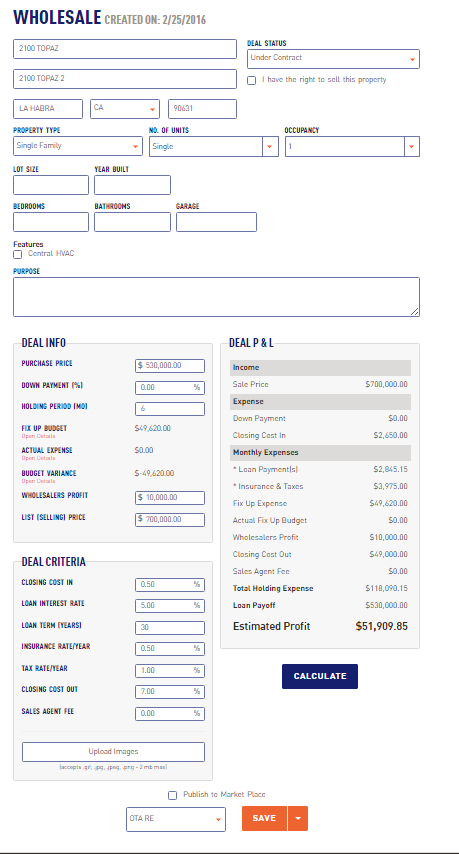 WHOLESALE CREATED ON: 2/25/2016
2100 TOPAZ
DEAL STATUS
Under Contract
2100 TOPAZ 2
I have the right to sell this property
LA HABRA CA 90631
PROPERTY TYPE NO. OF UNITS OCCUPANCY
Single Family Single 1
LOT SIZE YEAR BUILT
BEDROOMS BATHROOMS GARAGE
Features
Central HVAC
PURPOSE
DEAL INFO
PURCHASE PRICE $ 530,000.00
DOWN PAYMENT (%) 0.00 %
HOLDING PERIOD (MO) 6
FIX UP BUDGET $49,620.00
Open Details
ACTUAL EXPENSE $0.00
Open Details
BUDGET VARIANCE $-49,620.00
Open Details
WHOLESALERS PROFIT $ 10,000.00
LIST (SELLING) PRICE $ 700,000.00
DEAL CRITERIA
CLOSING COST IN 0.50 %
LOAN INTEREST RATE 5.00 %
LOAN TERM (YEARS) 30
INSURANCE RATE/YEAR 0.50 %
TAX RATE/YEAR 1.00 %
CLOSING COST OUT 7.00 %
SALES AGENT FEE 0.00 %
Upload Images
(accepts .gif, .jpg, .jpeg, .png - 2 mb max)
DEAL P & L
Income
Sale Price $700,000.00
Expense
Down Payment $0.00
Closing Cost In $2,650.00
Monthly Expenses
* Loan Payment(s) $2,845.15
* Insurance & Taxes $3,975.00
Fix Up Expense $49,620.00
Actual Fix Up Budget $0.00
Wholesalers Profit $10,000.00
Closing Cost Out $49,000.00
Sales Agent Fee $0.00
Total Holding Expense $118,090.15
Loan Payoff $530,000.00
Estimated Profit $51,909.85
CALCULATE
Publish to Market Place
OTA RE SAVE